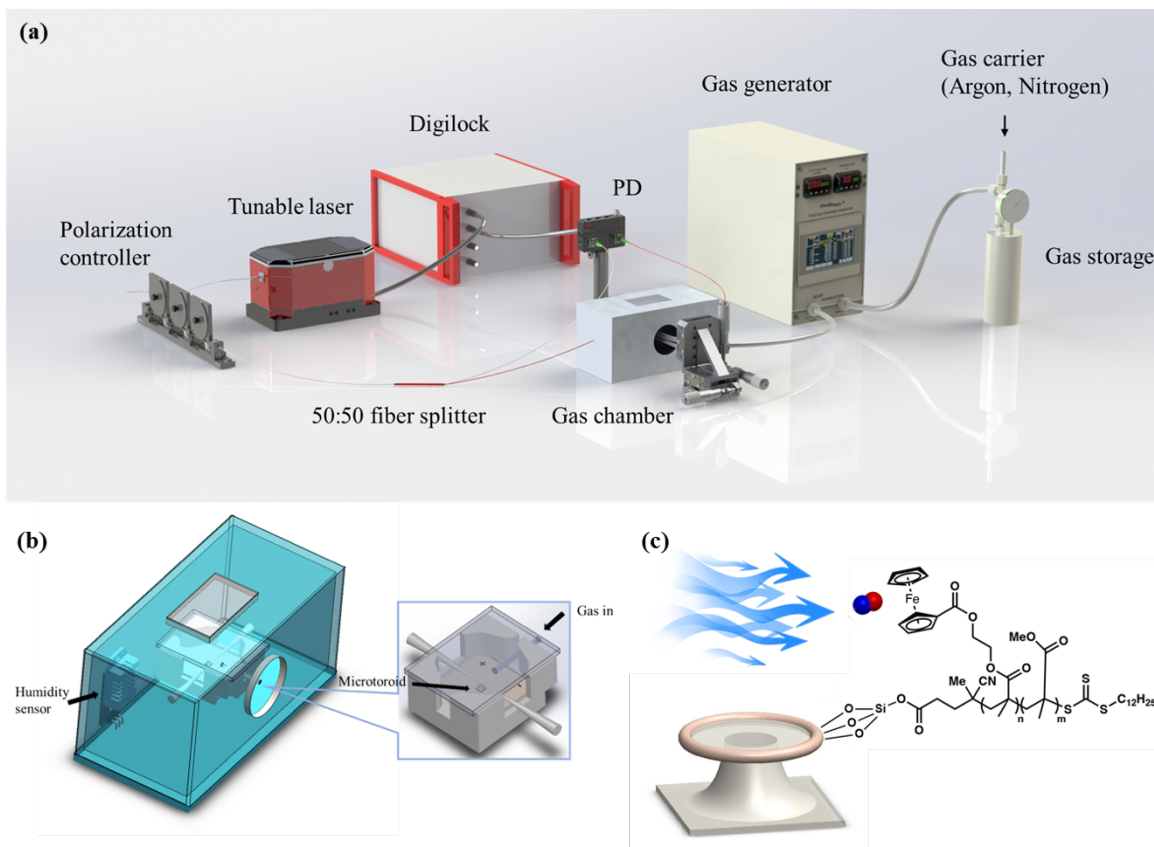 (a)
Gas carrier
(Argon, Nitrogen)
Gas generator
Digilock
PD
Tunable laser
Polarization
controller
Gas storage
50:50 fiber splitter
Gas chamber
(b)
Gas in
Microtoroid
Humidity
sensor
(c)
Fe
O
O
MeO
O
O
O
CN
Me
S
O
O
Si
O
O
O
n
m
S
S
C12H25